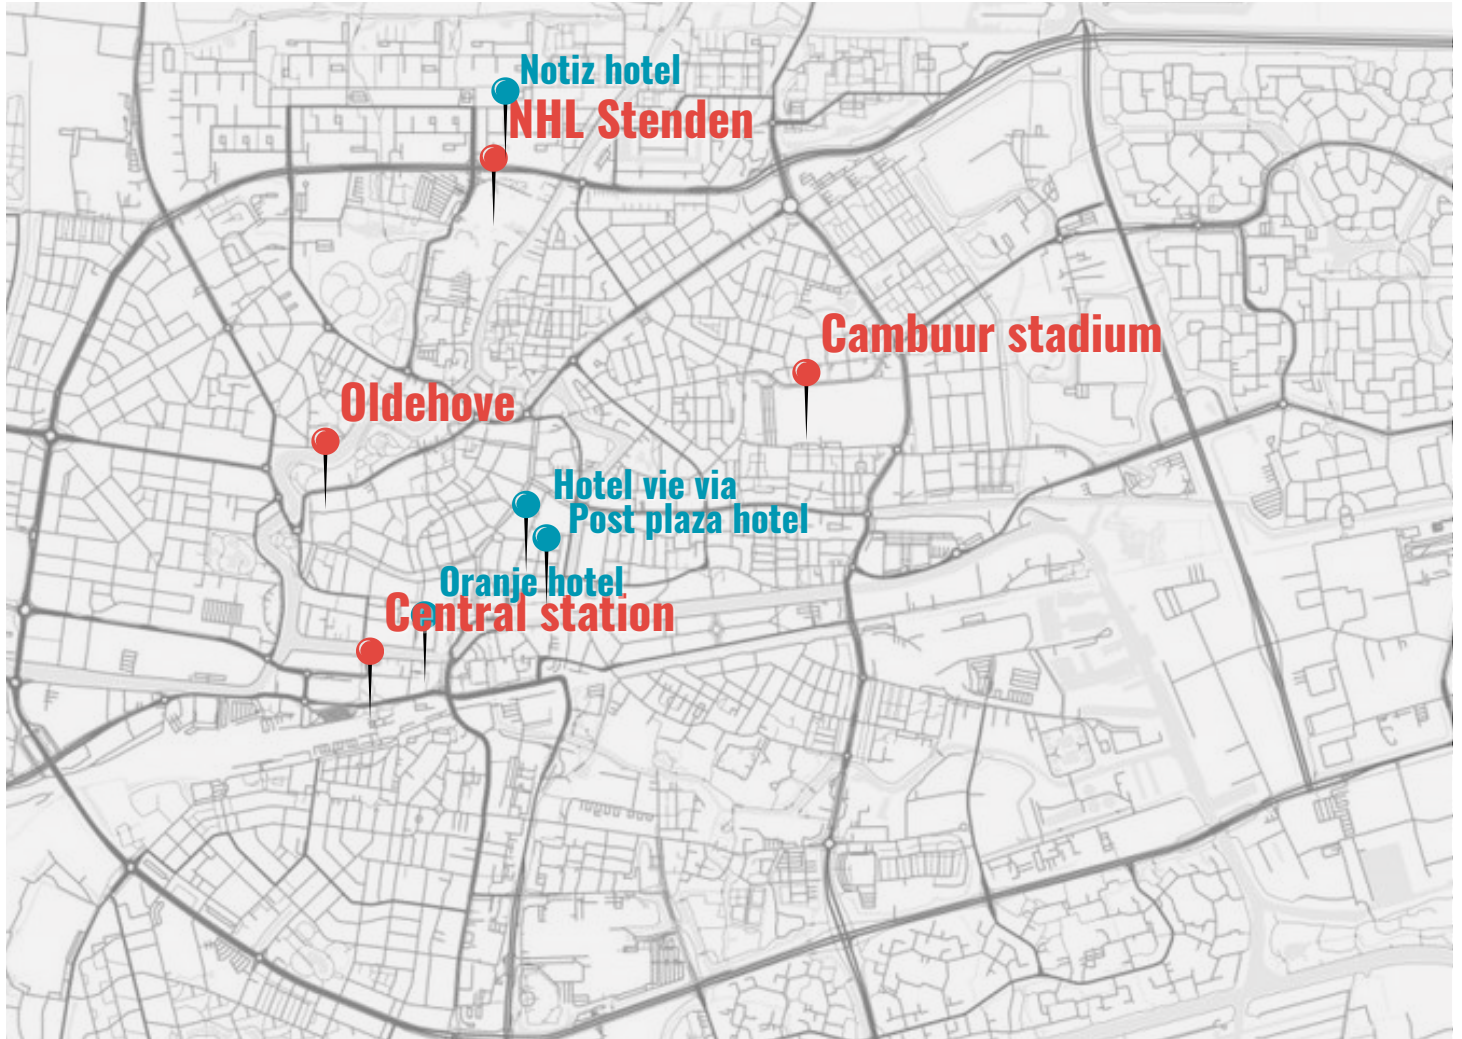 Notiz hotel
NHL Stenden
Cambuur stadium
Oldehove
Hotel vie via
Post plaza hotel
Oranje hotel
Central station